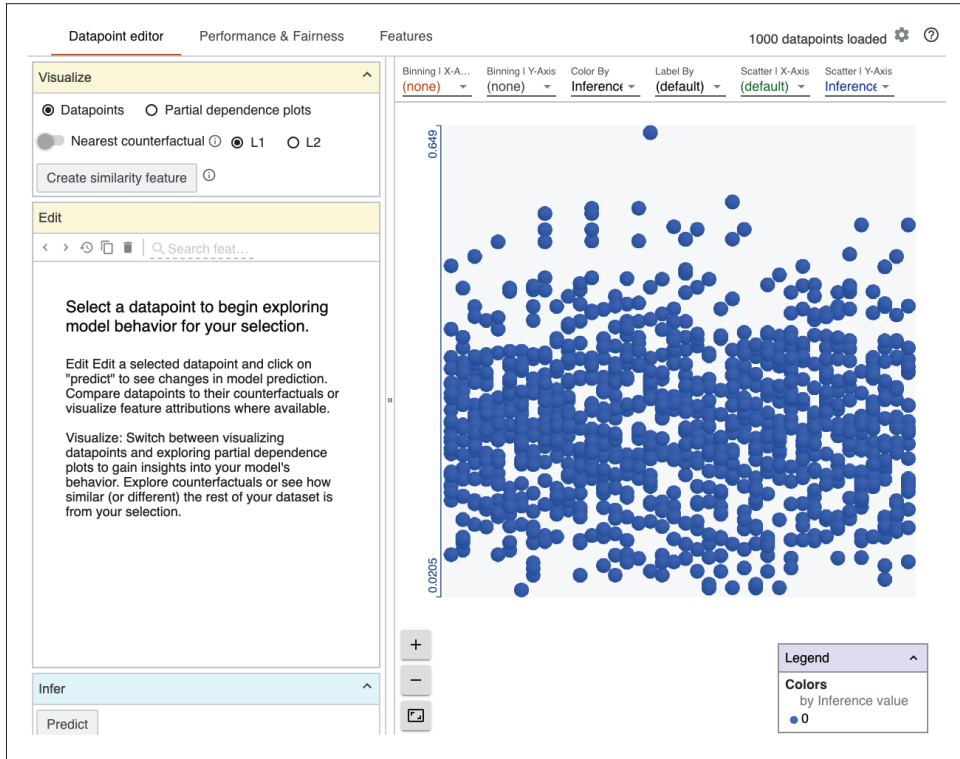 Datapoint editor Performance & Fairness Features 1000 datapoints loaded
Visualize
Datapoints Partial dependence plots
Nearest counterfactual L1 L2
Create similarity feature
Edit
Search feat...
Select a datapoint to begin exploring
model behavior for your selection.
Edit Edit a selected datapoint and click on
"predict" to see changes in model prediction.
Compare datapoints to their counterfactuals or
visualize feature attributions where available.
Visualize: Switch between visualizing
datapoints and exploring partial dependence
plots to gain insights into your model's
behavior. Explore counterfactuals or see how
similar (or different) the rest of your dataset is
from your selection.
Infer
Predict
Binning | X-A... Binning | Y-Axis Color By Label By Scatter | X-Axis Scatter | Y-Axis
(none) (none) Inference (default) (default) Inference
0.649
0.0205
Legend
Colors
by Inference value
0